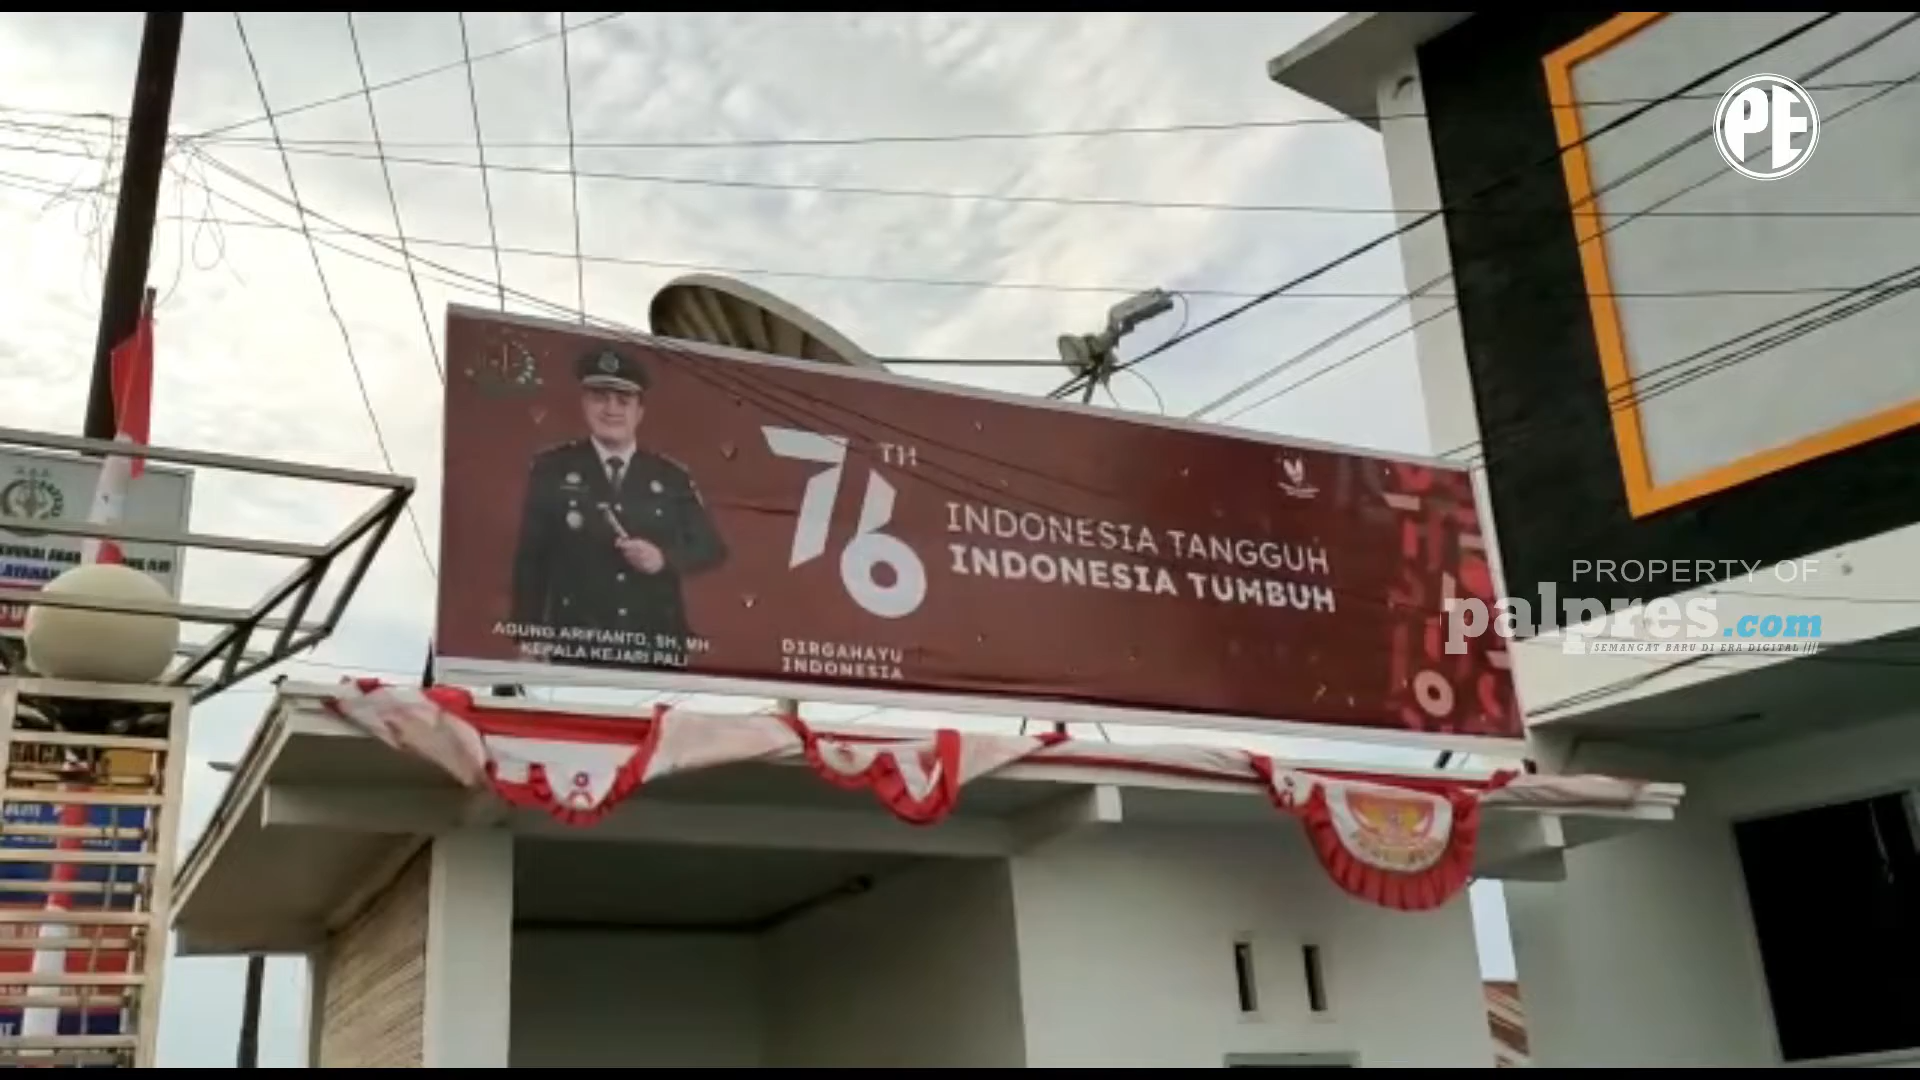 PE
76 TH
INDONESIA TANGGUH
INDONESIA TUMBUH
AGUNG ARIFIANTO, SH, MH
KEPALA KEJARI PALI
DIRGAHAYU
INDONESIA
PROPERTY OF
palpres.com
SEMANGAT BARU DI ERA DIGITAL ///